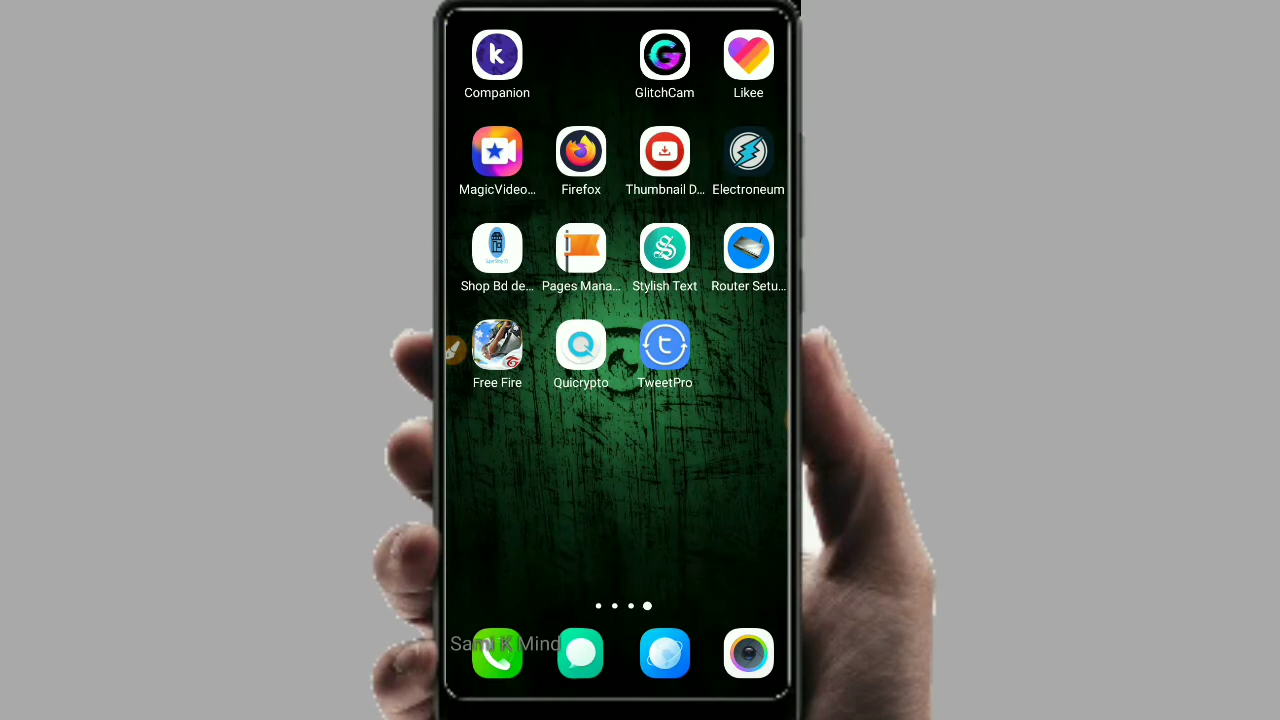 Companion GlitchCam Likee
MagicVideo... Firefox Thumbnail D... Electroneum
Shop Bd de... Pages Mana... Stylish Text Router Setu...
Free Fire Quicrypto TweetPro
Sami K Mind